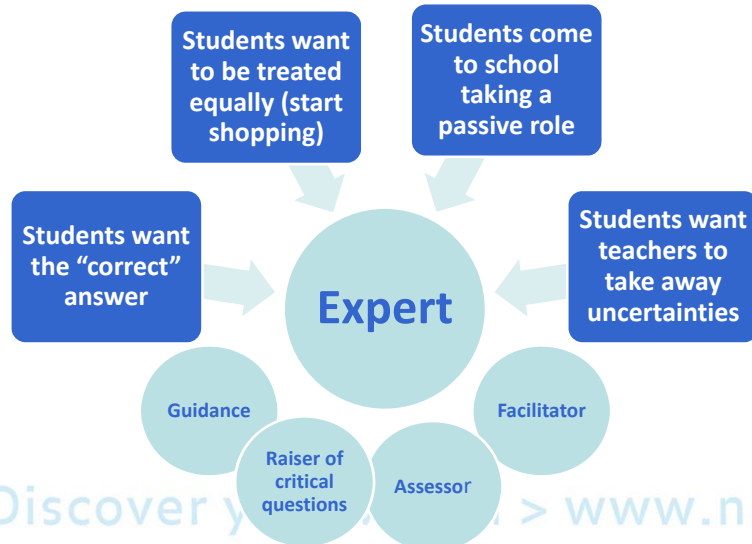 Students want
to be treated
equally (start
shopping)
Students come
to school
taking a
passive role
Students want
the “correct”
answer
Expert
Students want
teachers to
take away
uncertainties
Guidance
Raiser of
critical
questions
Assessor
Facilitator
Discover > www.n